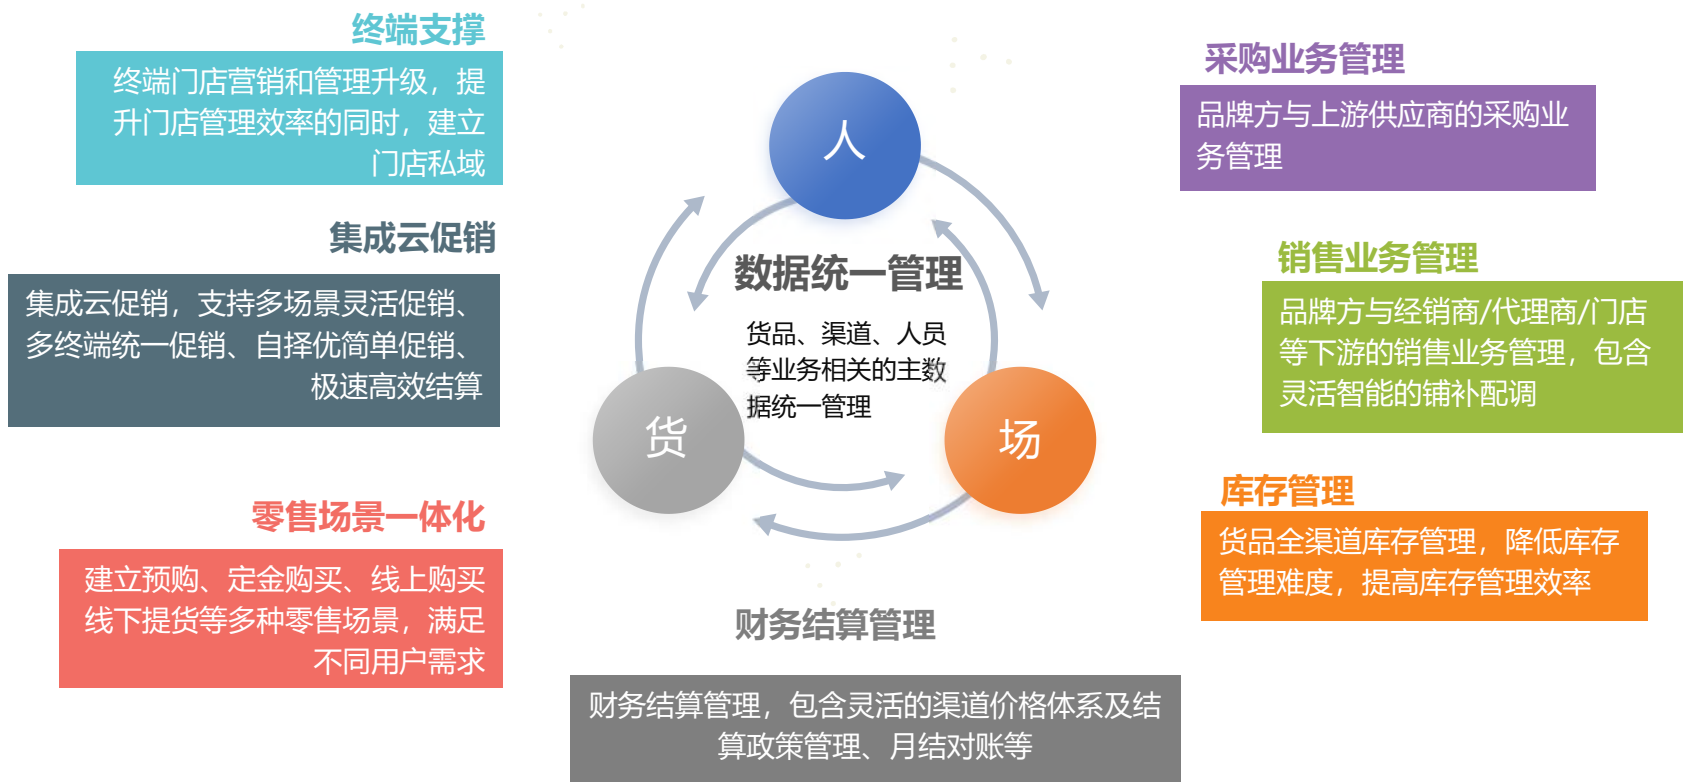 终端支撑
终端门店营销和管理升级，提
升门店管理效率的同时，建立
门店私域
集成云促销
集成云促销，支持多场景灵活促销、
多终端统一促销、自择优简单促销、
极速高效结算
零售场景一体化
建立预购、定金购买、线上购买
线下提货等多种零售场景，满足
不同用户需求
人
数据统一管理
货品、渠道、人员
等业务相关的主数
据统一管理
货
场
财务结算管理
财务结算管理，包含灵活的渠道价格体系及结
算政策管理、月结对账等
采购业务管理
品牌方与上游供应商的采购业
务管理
销售业务管理
品牌方与经销商/代理商/门店
等下游的销售业务管理，包含
灵活智能的铺补配调
库存管理
货品全渠道库存管理，降低库存
管理难度，提高库存管理效率